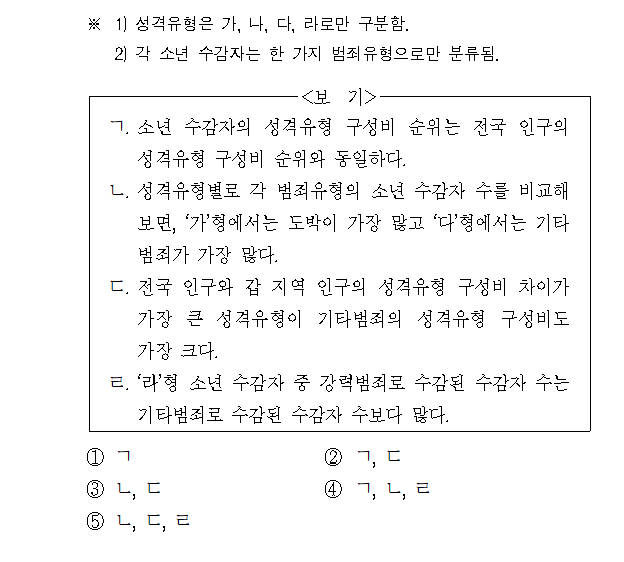 ※ 1) 성격유형은 가, 나, 다, 라로만 구분함.
2) 각 소년 수감자는 한 가지 범죄유형으로만 분류됨.
<보 기>
ㄱ. 소년 수감자의 성격유형 구성비 순위는 전국 인구의
성격유형 구성비 순위와 동일하다.
ㄴ. 성격유형별로 각 범죄유형의 소년 수감자 수를 비교해
보면, ‘가’형에서는 도박이 가장 많고 ‘다’형에서는 기타
범죄가 가장 많다.
ㄷ. 전국 인구와 갑 지역 인구의 성격유형 구성비 차이가
가장 큰 성격유형이 기타범죄의 성격유형 구성비도
가장 크다.
ㄹ. ‘라’형 소년 수감자 중 강력범죄로 수감된 수감자 수는
기타범죄로 수감된 수감자 수보다 많다.
① ㄱ ② ㄱ, ㄷ
③ ㄴ, ㄷ ④ ㄱ, ㄴ, ㄹ
⑤ ㄴ, ㄷ, ㄹ